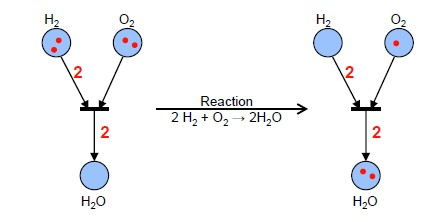 H₂
O₂
2
2
H₂O
Reaction
2 H₂ + O₂ → 2H₂O
H₂
O₂
2
2
H₂O